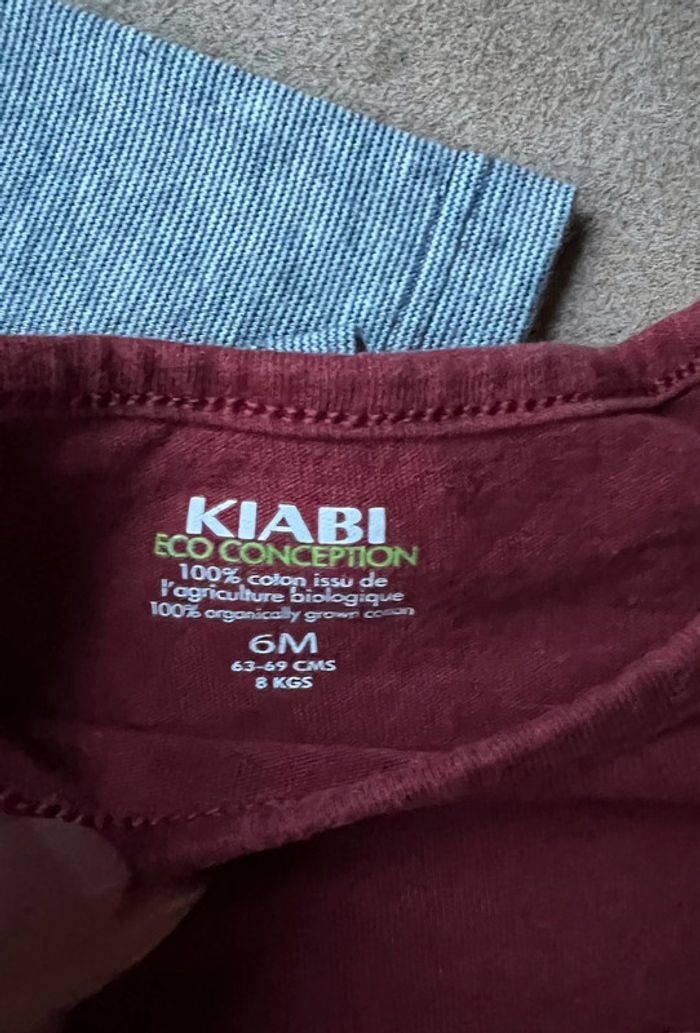 KIABI
ECO CONCEPTION
100% coton issu de
l'agriculture biologique
100% organically grown cotton
6M
63-69 CMS
8 KGS